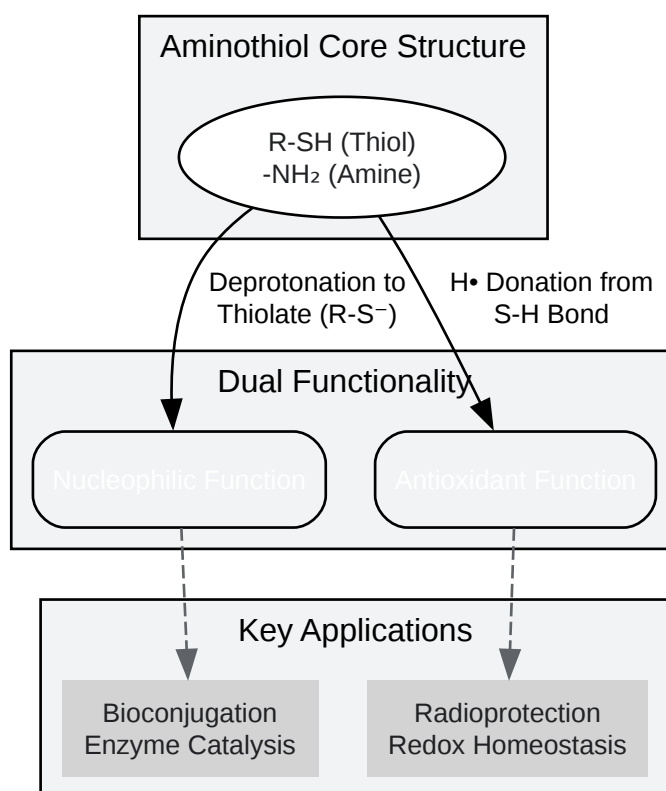 Aminothiol Core Structure
R-SH (Thiol)
-NH₂ (Amine)
Deprotonation to
Thiolate (R-S⁻)
H• Donation from
S-H Bond
Dual Functionality
Nucleophilic Function
Antioxidant Function
Key Applications
Bioconjugation
Enzyme Catalysis
Radioprotection
Redox Homeostasis